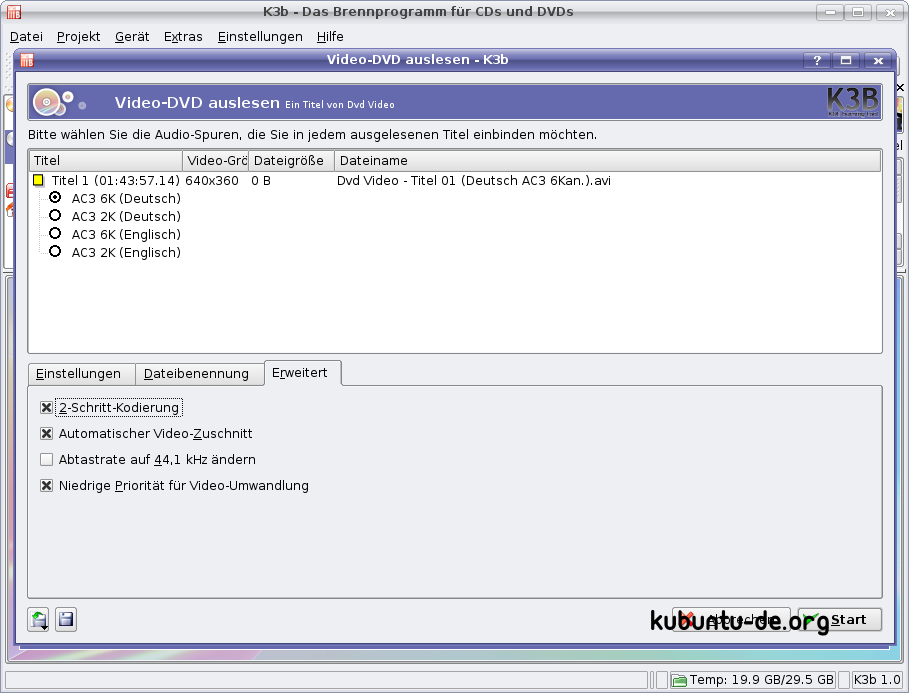 K3b - Das Brennprogramm für CDs und DVDs
Datei Projekt Gerät Extras Einstellungen Hilfe
Video-DVD auslesen - K3b
Video-DVD auslesen Ein Titel von Dvd Video
K3B
Bitte wählen Sie die Audio-Spuren, die Sie in jedem ausgelesenen Titel einbinden möchten.
Titel Video-Grö Dateigröße Dateiname
Titel 1 (01:43:57.14) 640x360 0 B Dvd Video - Titel 01 (Deutsch AC3 6Kan.).avi
AC3 6K (Deutsch)
AC3 2K (Deutsch)
AC3 6K (Englisch)
AC3 2K (Englisch)
Einstellungen Dateibenennung Erweitert
2-Schritt-Kodierung
Automatischer Video-Zuschnitt
Abtastrate auf 44,1 kHz ändern
Niedrige Priorität für Video-Umwandlung
Abbrechen Start
kubuntu-de.org
Temp: 19.9 GB/29.5 GB K3b 1.0